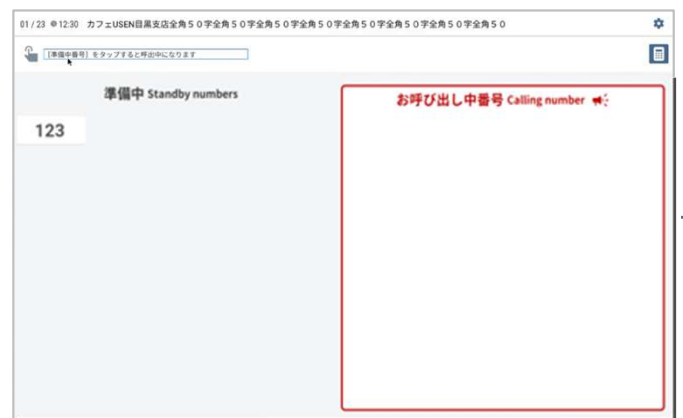 01 / 23 12:30 カフェUSEN目黒支店全角５０字全角５０字全角５０字全角５０字全角５０字全角５０字全角５０
[準備中番号] をタップすると呼出中になります
準備中 Standby numbers
お呼び出し中番号 Calling number
123